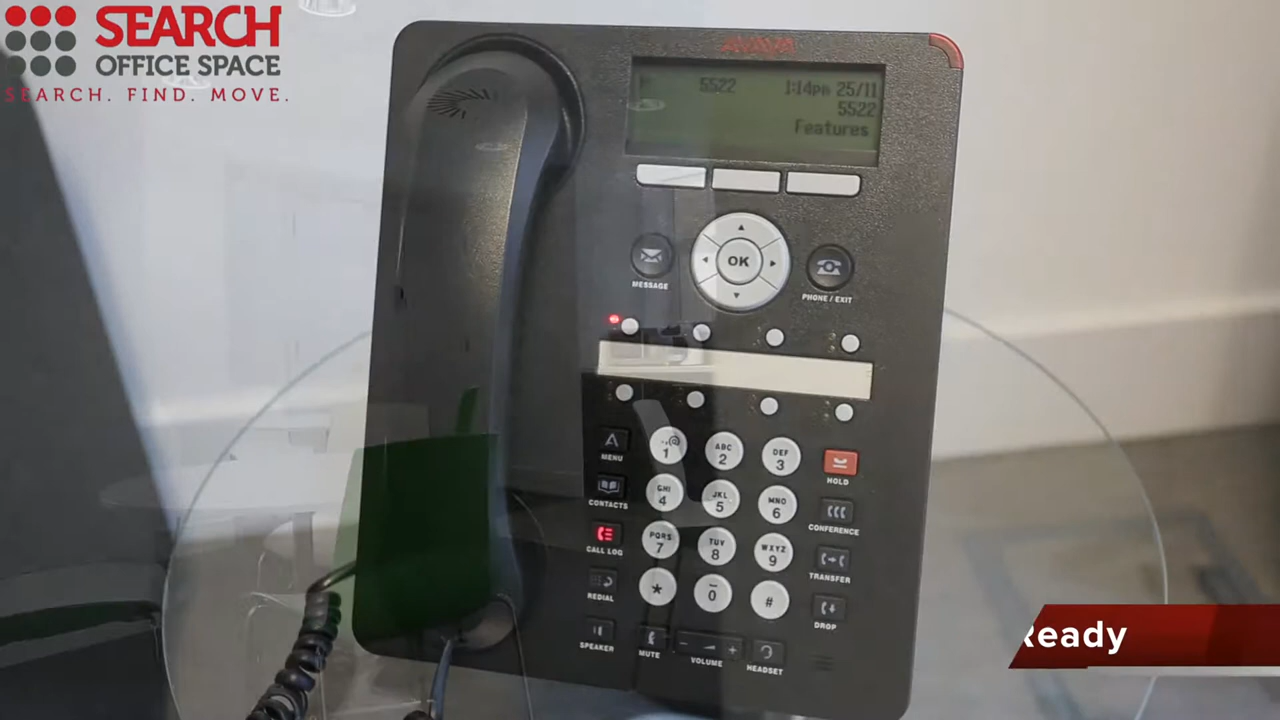 SEARCH
OFFICE SPACE
SEARCH. FIND. MOVE.
AVAYA
5522 1:14pm 25/11
5522
Features
OK
MESSAGE
PHONE / EXIT
MENU
1
ABC 2
DEF 3
HOLD
CONTACTS
GHI 4
JKL 5
MNO 6
CONFERENCE
CALL LOG
PQRS 7
TUV 8
WXYZ 9
TRANSFER
REDIAL
*
0
#
DROP
SPEAKER
MUTE
VOLUME
HEADSET
Ready